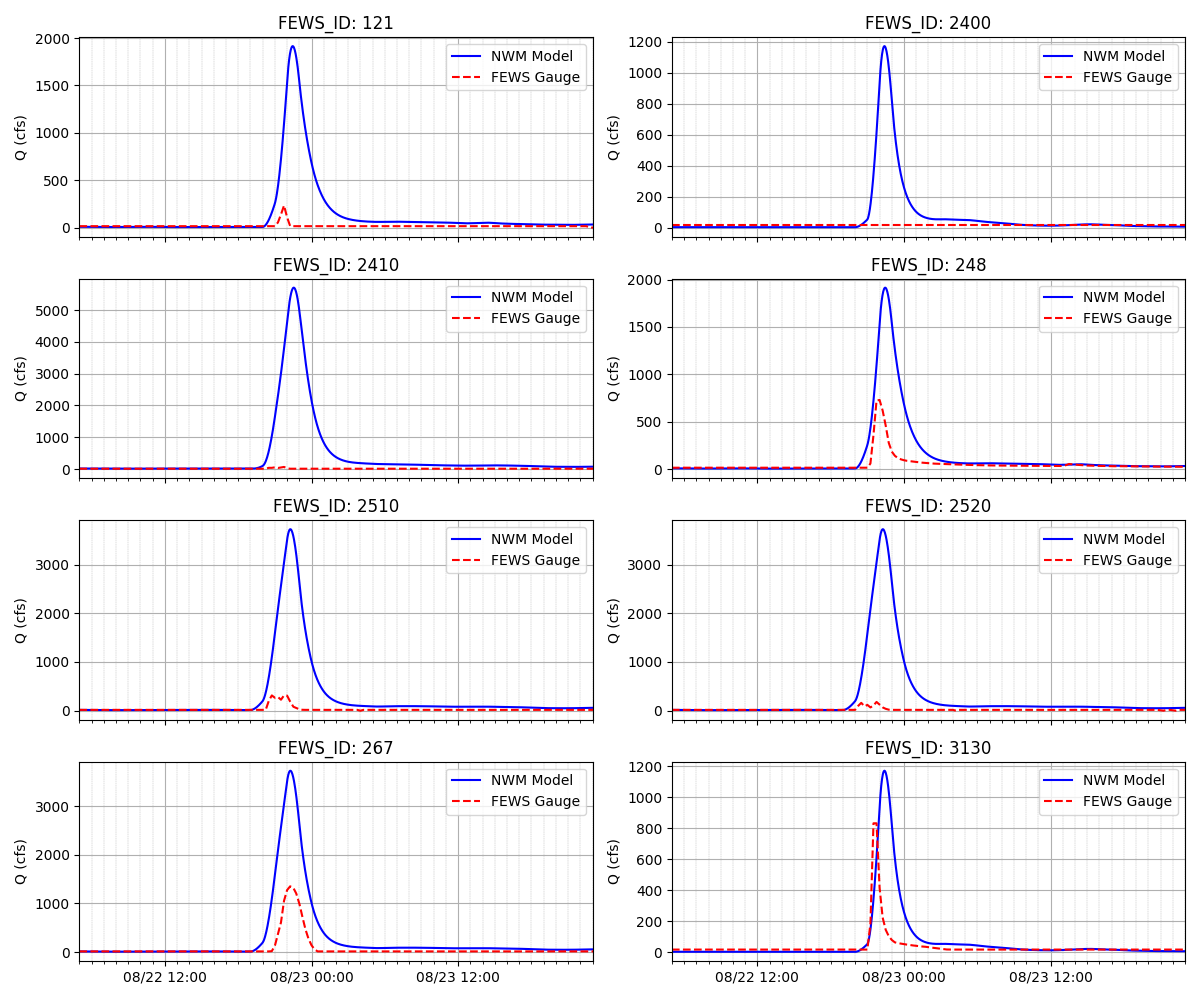 FEWS_ID: 121
Q (cfs)
2000
1500
1000
500
0
NWM Model
FEWS Gauge
FEWS_ID: 2400
Q (cfs)
1200
1000
800
600
400
200
0
NWM Model
FEWS Gauge
FEWS_ID: 2410
Q (cfs)
5000
4000
3000
2000
1000
0
NWM Model
FEWS Gauge
FEWS_ID: 248
Q (cfs)
2000
1500
1000
500
0
NWM Model
FEWS Gauge
FEWS_ID: 2510
Q (cfs)
3000
2000
1000
0
NWM Model
FEWS Gauge
FEWS_ID: 2520
Q (cfs)
3000
2000
1000
0
NWM Model
FEWS Gauge
FEWS_ID: 267
Q (cfs)
3000
2000
1000
0
NWM Model
FEWS Gauge
08/22 12:00 08/23 00:00 08/23 12:00
FEWS_ID: 3130
Q (cfs)
1200
1000
800
600
400
200
0
NWM Model
FEWS Gauge
08/22 12:00 08/23 00:00 08/23 12:00